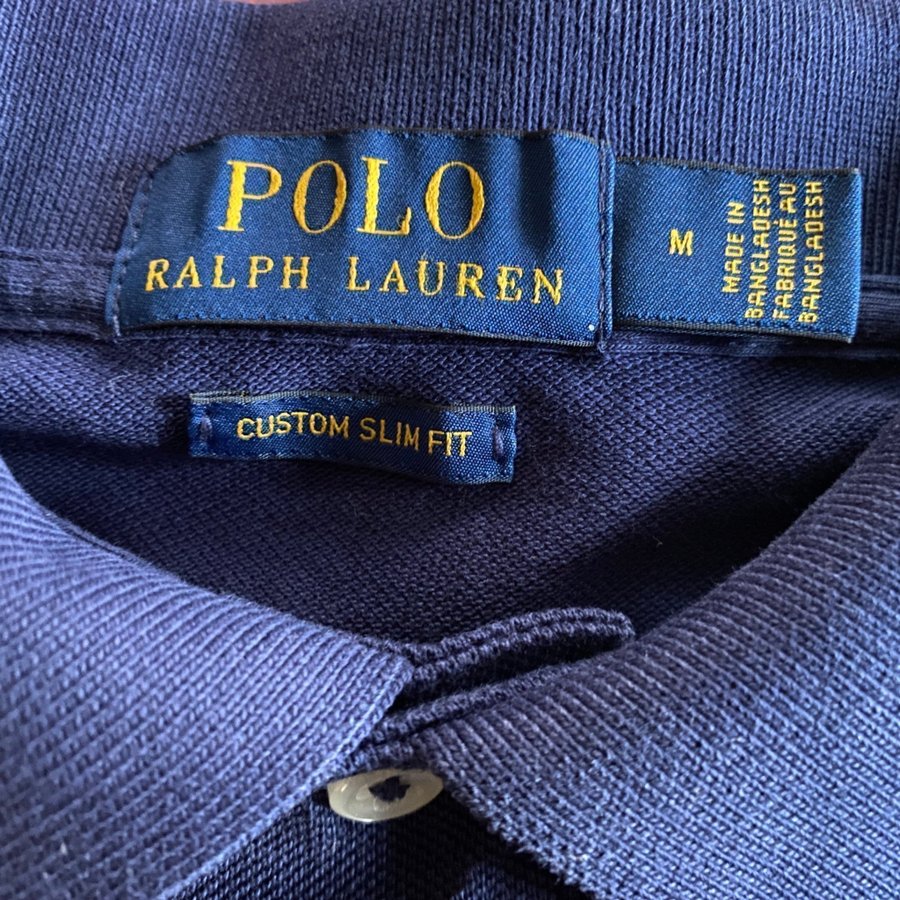 POLO
RALPH LAUREN
M
MADE IN
BANGLADESH
FABRIQUÉ AU
BANGLADESH
CUSTOM SLIM FIT